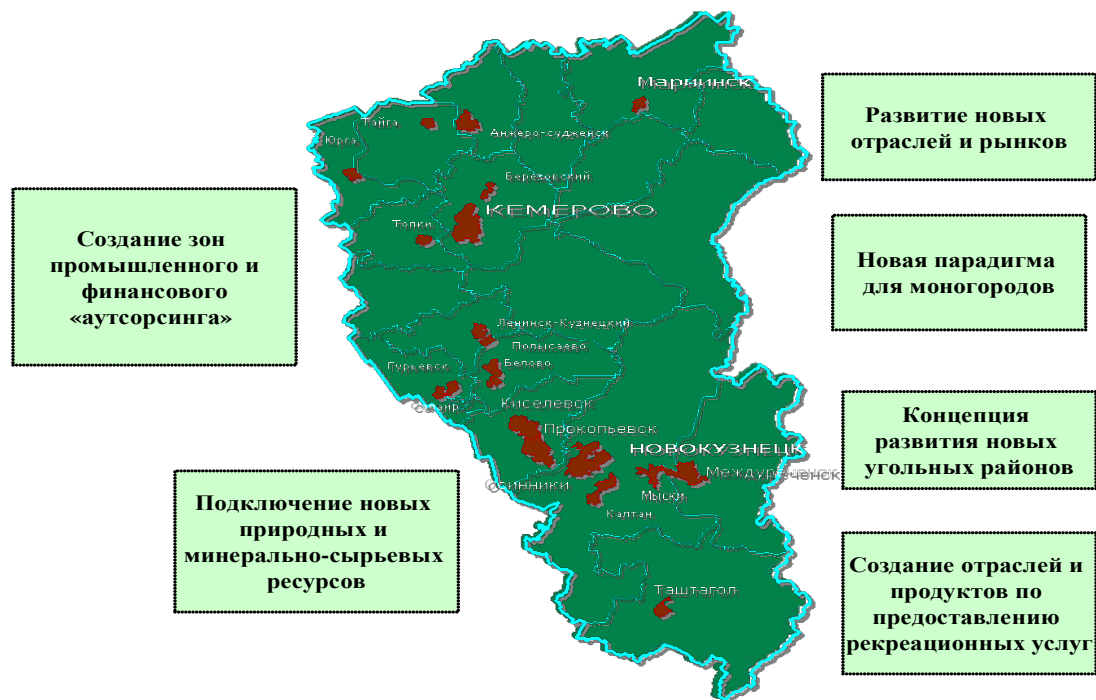 Мариинск
Тайга
Анжеро-судженск
Юрга
Берёзовский
КЕМЕРОВО
Топки
Ленинск-Кузнецкий
Полысаево
Гурьевск
Белово
Салаир
Киселевск
Прокопьевск
НОВОКУЗНЕЦК
Междуреченск
Осинники
Мыски
Калтан
Таштагол
Создание зон
промышленного и
финансового
«аутсорсинга»
Подключение новых
природных и
минерально-сырьевых
ресурсов
Развитие новых
отраслей и рынков
Новая парадигма
для моногородов
Концепция
развития новых
угольных районов
Создание отраслей и
продуктов по
предоставлению
рекреационных услуг